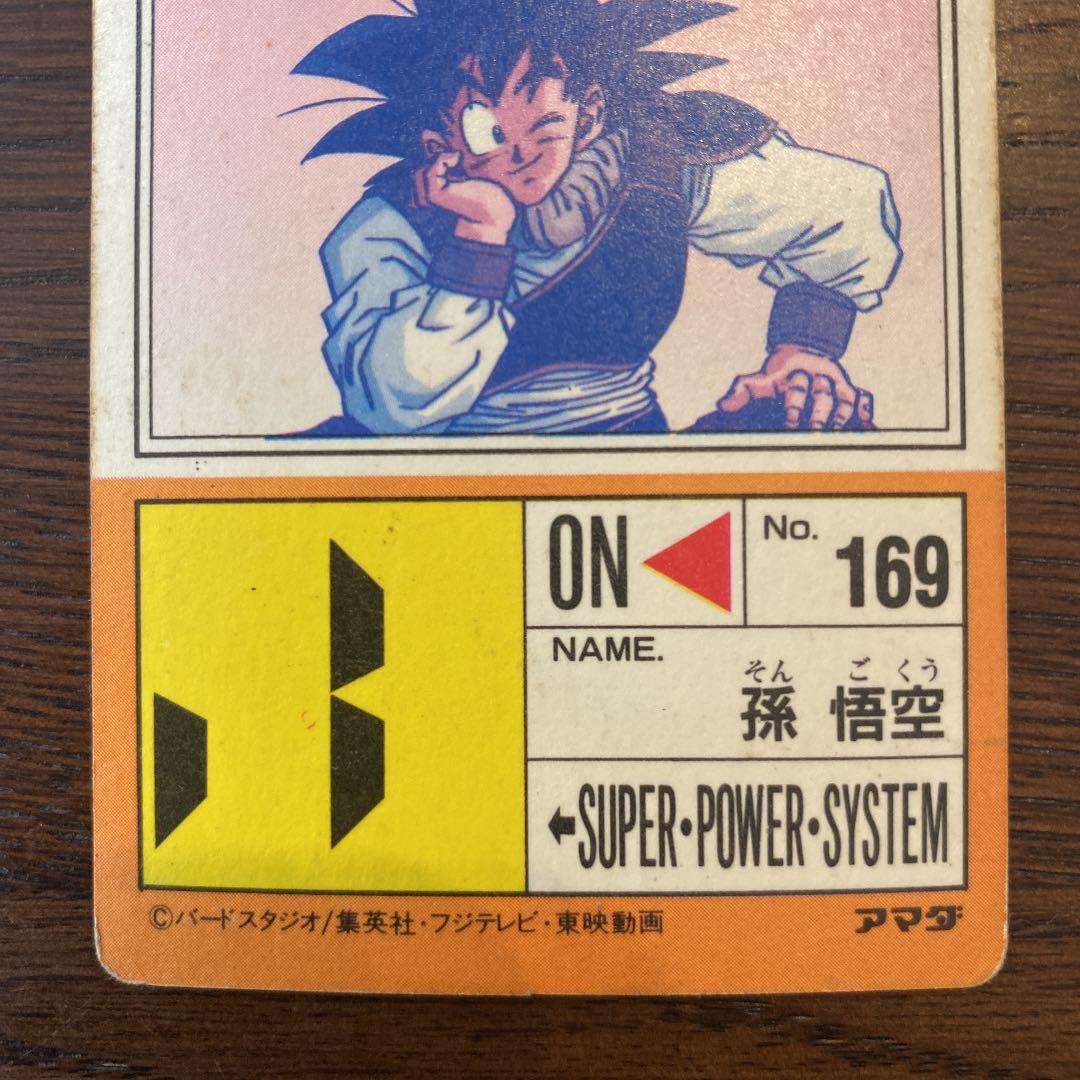 ON
No. 169
NAME.
そん ご くう
孫 悟空
←SUPER・POWER・SYSTEM
©バードスタジオ/集英社・フジテレビ・東映動画
アマダ